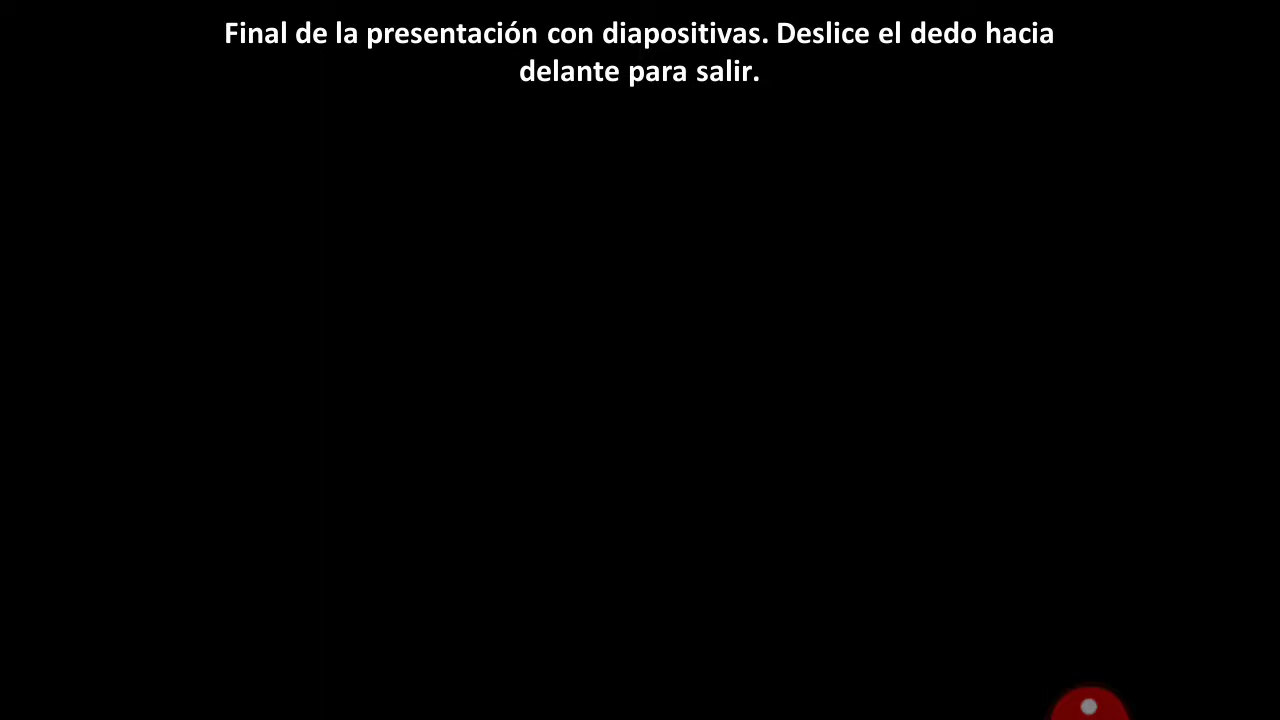 Final de la presentación con diapositivas. Deslice el dedo hacia
delante para salir.